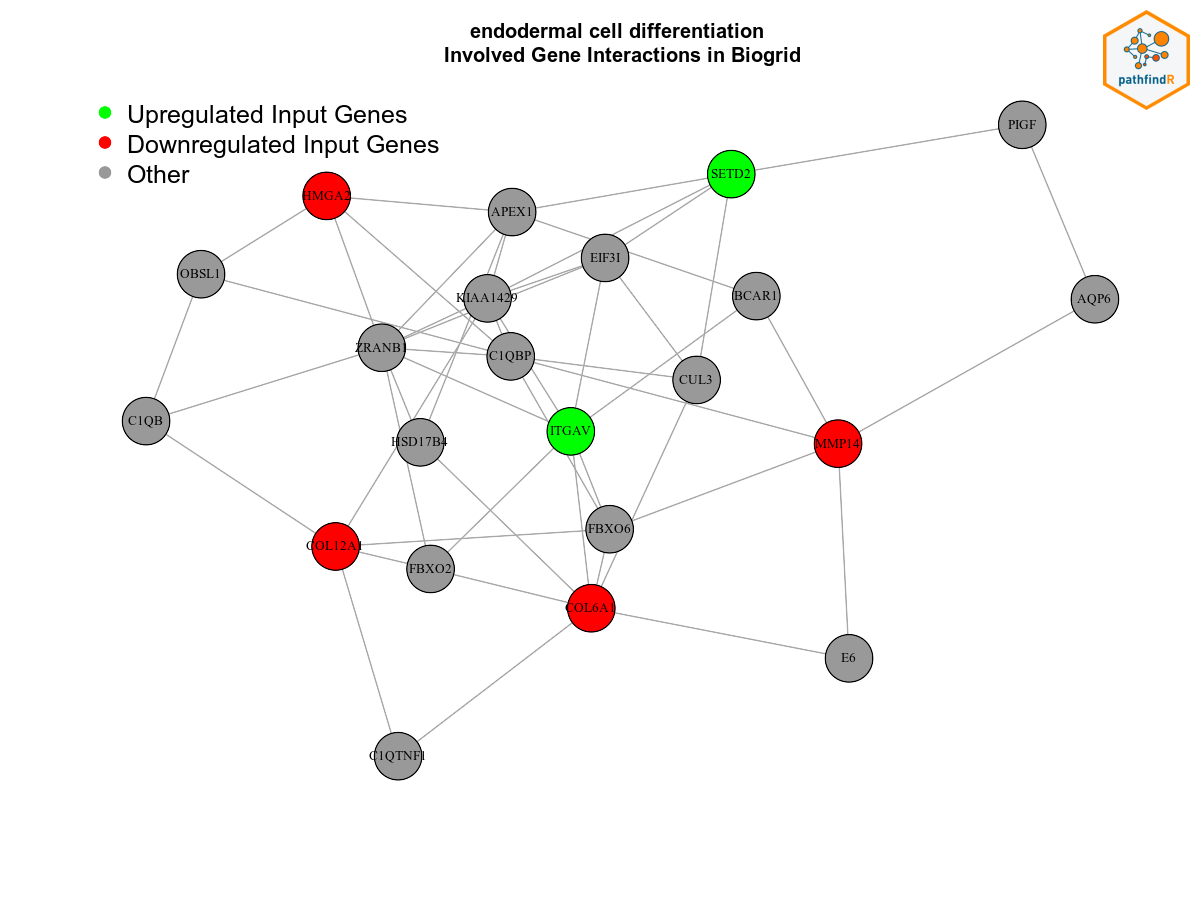 endodermal cell differentiation
Involved Gene Interactions in Biogrid
pathfindR
Upregulated Input Genes
Downregulated Input Genes
Other
PIGF
SETD2
HMGA2
APEX1
EIF3I
OBSL1
KIAA1429
BCAR1
AQP6
ZRANB1
C1QBP
CUL3
C1QB
ITGAV
HSD17B4
MMP14
FBXO6
COL12A1
FBXO2
COL6A1
E6
C1QTNF1